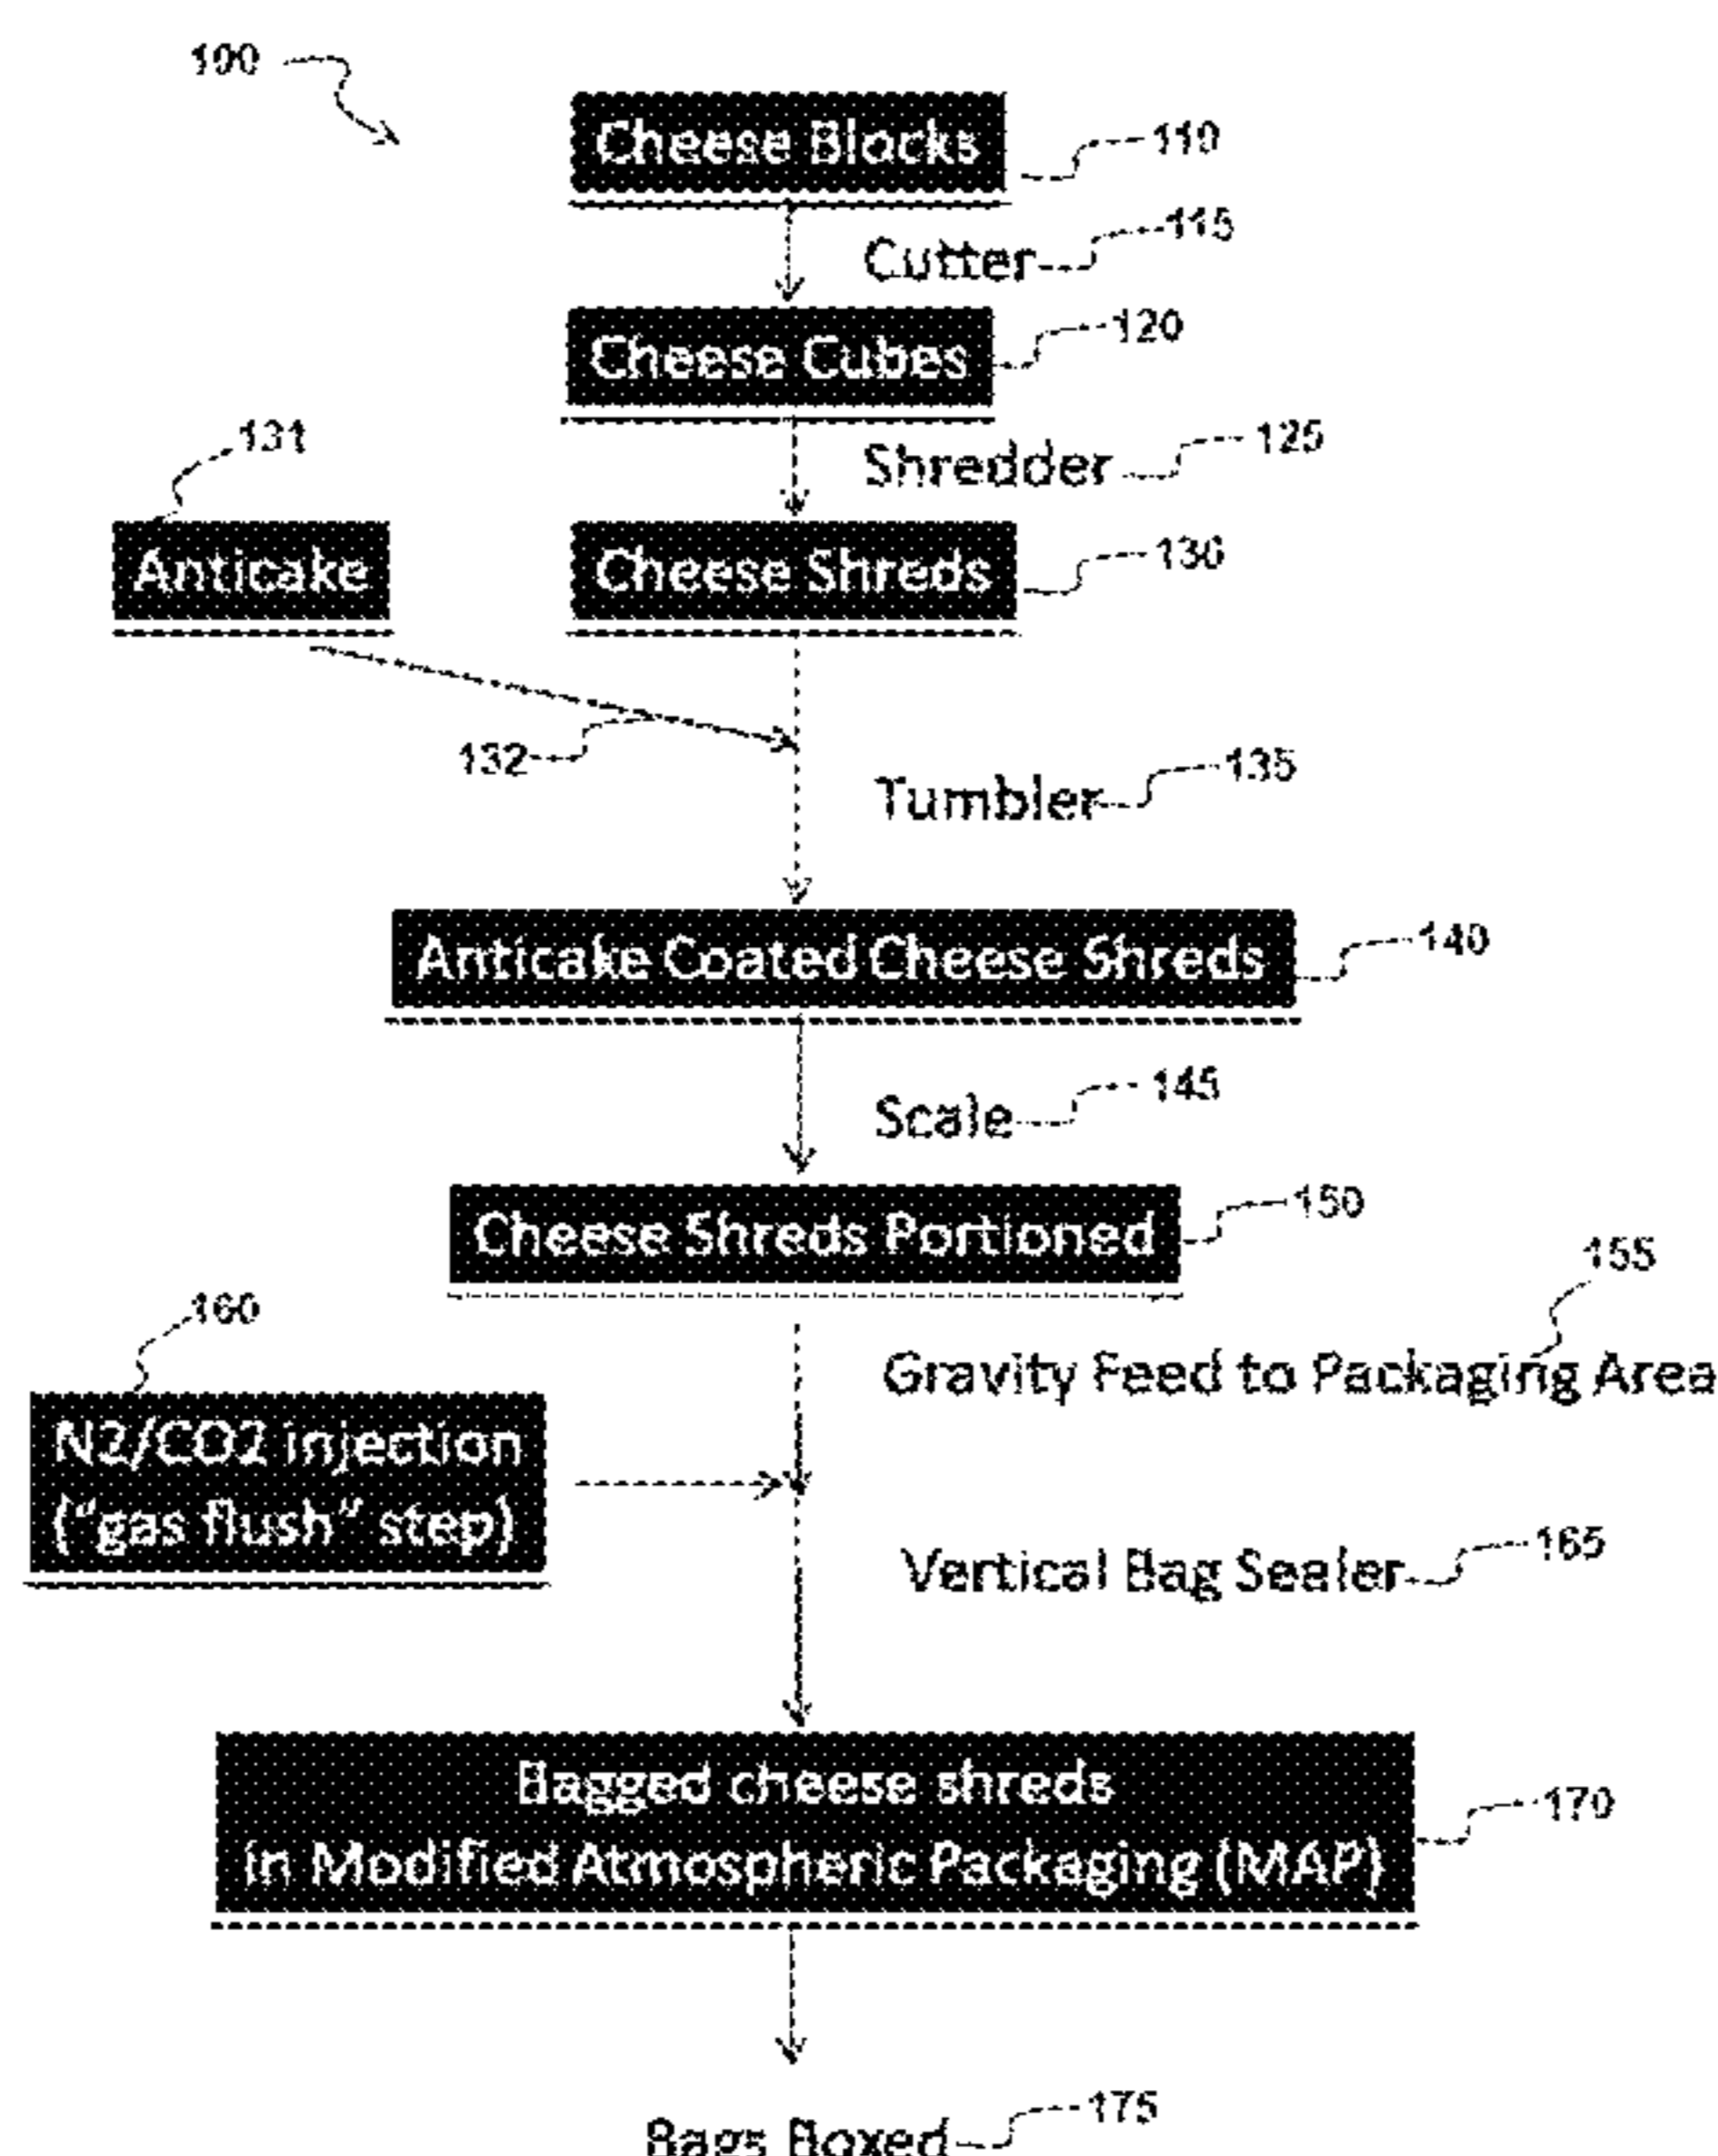 100
Cheese Blocks
110
Cutter
115
Cheese Cubes
120
131
Shredder
125
Anticake
Cheese Shreds
130
132
Tumbler
135
Anticake Coated Cheese Shreds
140
Scale
145
Cheese Shreds Portioned
150
155
160
Gravity Feed to Packaging Area
N2/CO2 injection
("gas flush" step)
Vertical Bag Sealer
165
Bagged cheese shreds
in Modified Atmospheric Packaging (MAP)
170
Bags Boxed
175